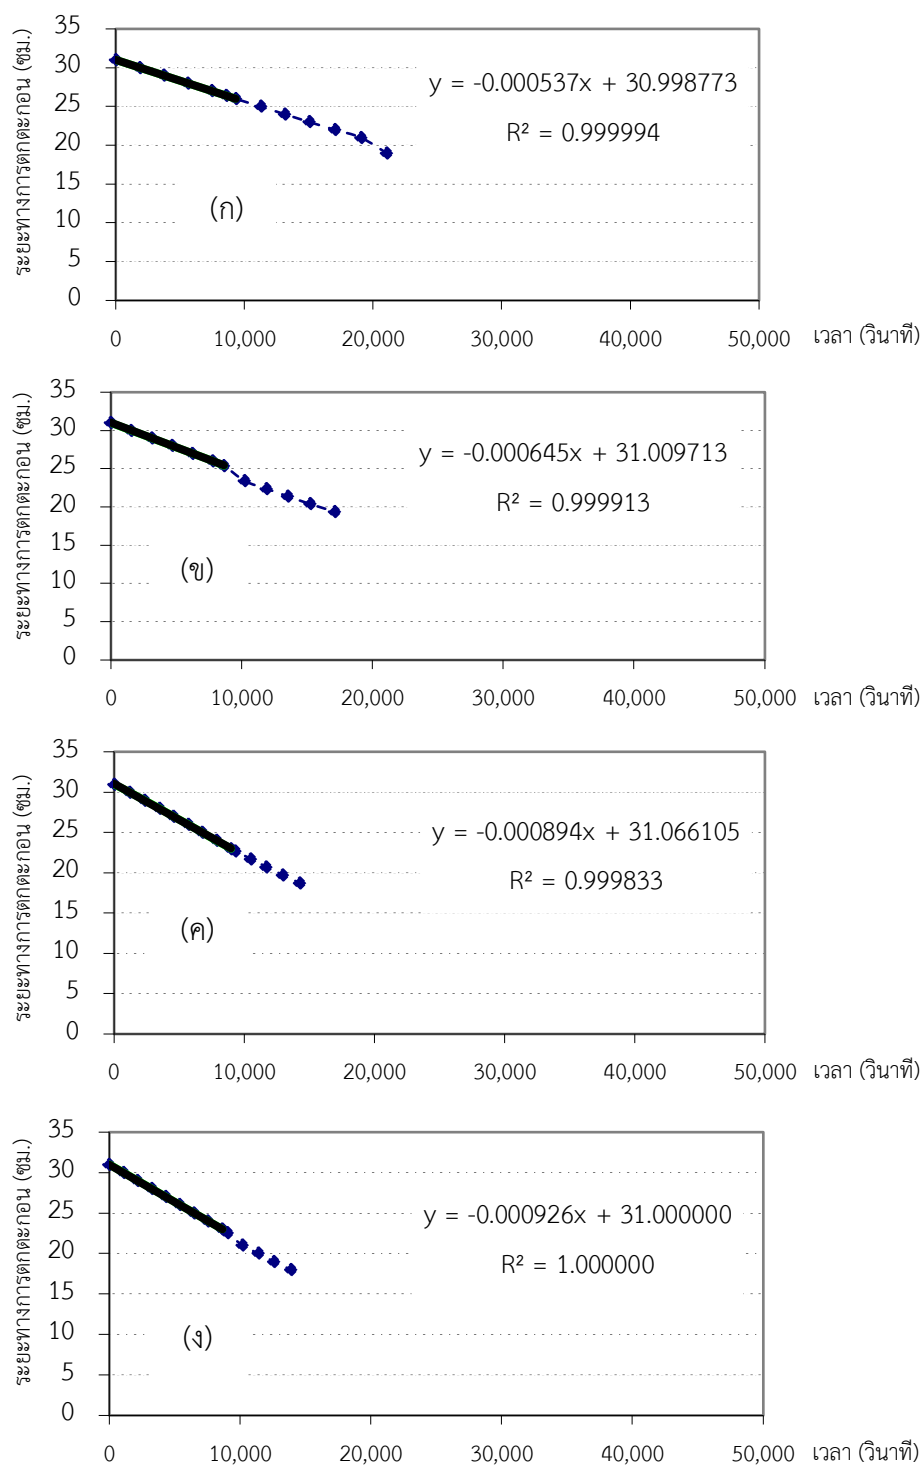 ระยะทางการตกตะกอน (ซม.)
35
30
25
20
15
10
5
0
y = -0.000537x + 30.998773
R² = 0.999994
(ก)
0 10,000 20,000 30,000 40,000 50,000 เวลา (วินาที)
ระยะทางการตกตะกอน (ซม.)
35
30
25
20
15
10
5
0
y = -0.000645x + 31.009713
R² = 0.999913
(ข)
0 10,000 20,000 30,000 40,000 50,000 เวลา (วินาที)
ระยะทางการตกตะกอน (ซม.)
35
30
25
20
15
10
5
0
y = -0.000894x + 31.066105
R² = 0.999833
(ค)
0 10,000 20,000 30,000 40,000 50,000 เวลา (วินาที)
ระยะทางการตกตะกอน (ซม.)
35
30
25
20
15
10
5
0
y = -0.000926x + 31.000000
R² = 1.000000
(ง)
0 10,000 20,000 30,000 40,000 50,000 เวลา (วินาที)